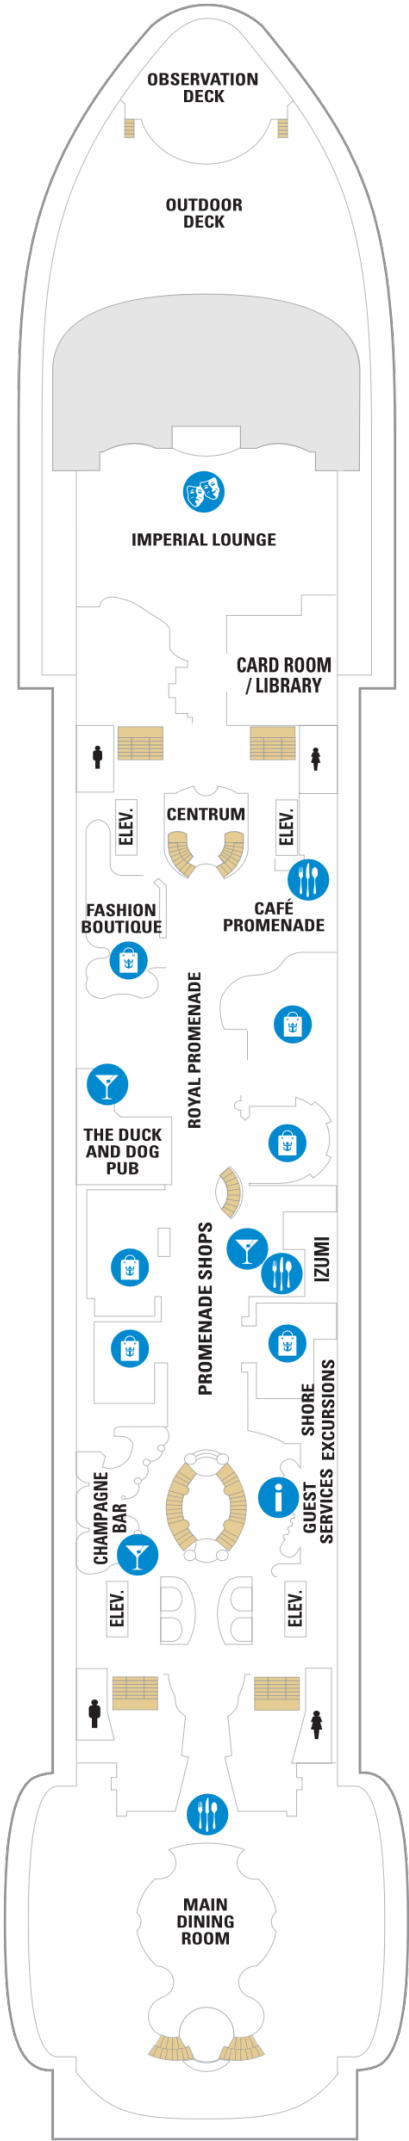 OBSERVATION
DECK
OUTDOOR
DECK
IMPERIAL LOUNGE
CARD ROOM
/ LIBRARY
CENTRUM
ELEV.
ELEV.
FASHION
BOUTIQUE
CAFÉ
PROMENADE
ROYAL PROMENADE
THE DUCK
AND DOG
PUB
PROMENADE SHOPS
IZUMI
SHORE
EXCURSIONS
CHAMPAGNE
BAR
GUEST
SERVICES
ELEV.
ELEV.
MAIN
DINING
ROOM